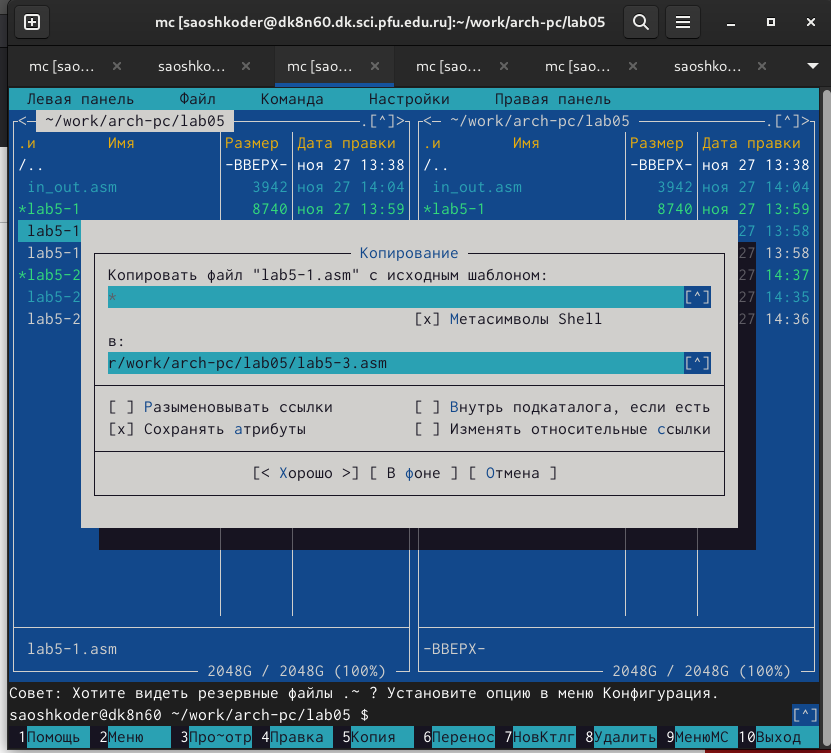 mc [saoshkoder@dk8n60.dk.sci.pfu.edu.ru]:~/work/arch-pc/lab05
mc [sao… × saoshko… × mc [sao… × mc [sao… × mc [sao… × saoshko… ×
Левая панель Файл Команда Настройки Правая панель
<─ ~/work/arch-pc/lab05 .[^]> <─ ~/work/arch-pc/lab05 .[^]>
.и Имя Размер Дата правки .и Имя Размер Дата правки
/.. -ВВЕРХ- ноя 27 13:38 /.. -ВВЕРХ- ноя 27 13:38
in_out.asm 3942 ноя 27 14:04 in_out.asm 3942 ноя 27 14:04
*lab5-1 8740 ноя 27 13:59 *lab5-1 8740 ноя 27 13:59
lab5-1 27 13:58
lab5-1 27 13:58
*lab5-2 27 14:37
lab5-2 27 14:35
lab5-2 27 14:36
Копирование
Копировать файл "lab5-1.asm" с исходным шаблоном:
* [^]
[x] Метасимволы Shell
в:
r/work/arch-pc/lab05/lab5-3.asm [^]
[ ] Разыменовывать ссылки [ ] Внутрь подкаталога, если есть
[x] Сохранять атрибуты [ ] Изменять относительные ссылки
[< Хорошо >] [ В фоне ] [ Отмена ]
lab5-1.asm -ВВЕРХ-
2048G / 2048G (100%) 2048G / 2048G (100%)
Совет: Хотите видеть резервные файлы .~ ? Установите опцию в меню Конфигурация.
saoshkoder@dk8n60 ~/work/arch-pc/lab05 $ [^]
1Помощь 2Меню 3Про~отр 4Правка 5Копия 6Перенос 7НовКтлг 8Удалить 9МенюМС 10Выход